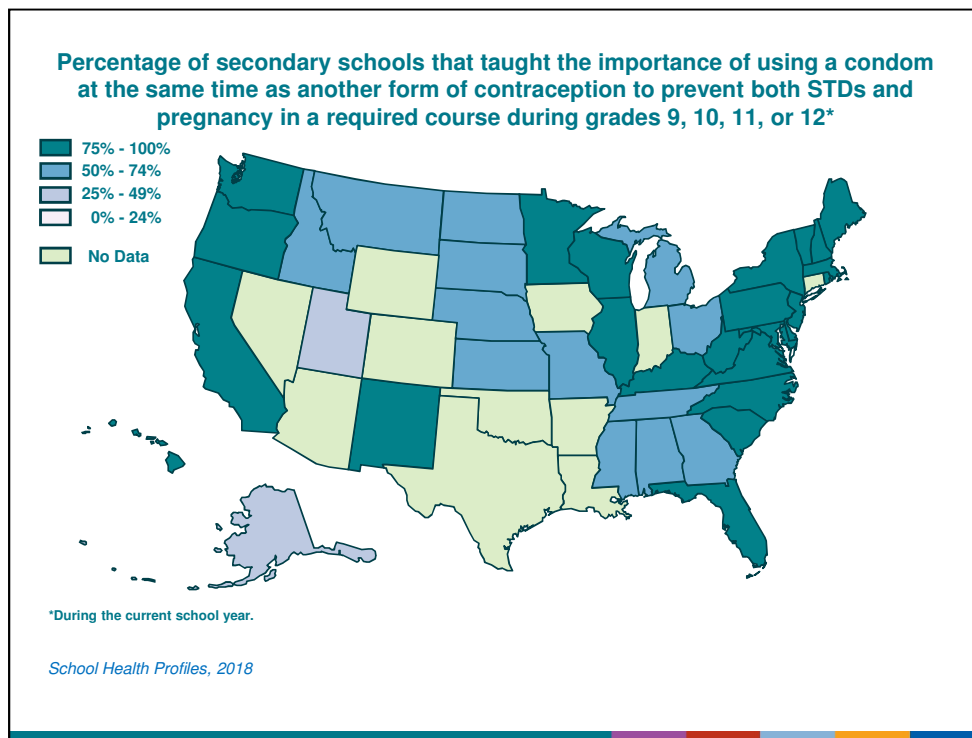 Percentage of secondary schools that taught the importance of using a condom
at the same time as another form of contraception to prevent both STDs and
pregnancy in a required course during grades 9, 10, 11, or 12*
75% - 100%
50% - 74%
25% - 49%
0% - 24%
No Data
*During the current school year.
School Health Profiles, 2018